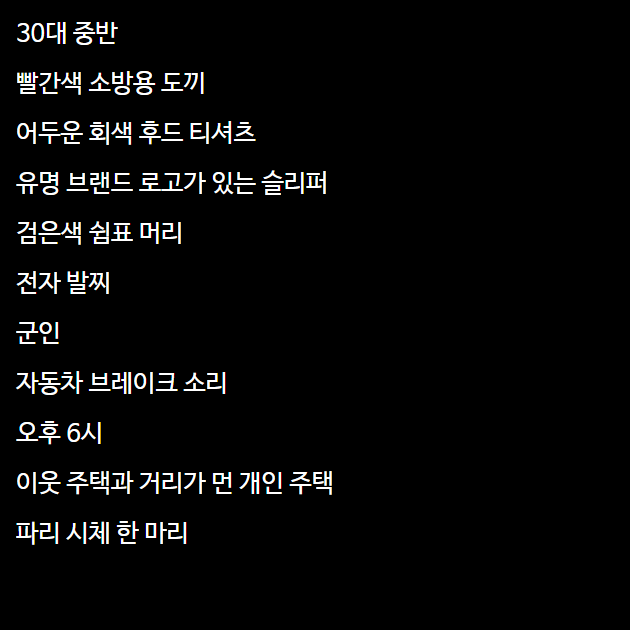 30대 중반
빨간색 소방용 도끼
어두운 회색 후드 티셔츠
유명 브랜드 로고가 있는 슬리퍼
검은색 쉼표 머리
전자 발찌
군인
자동차 브레이크 소리
오후 6시
이웃 주택과 거리가 먼 개인 주택
파리 시체 한 마리